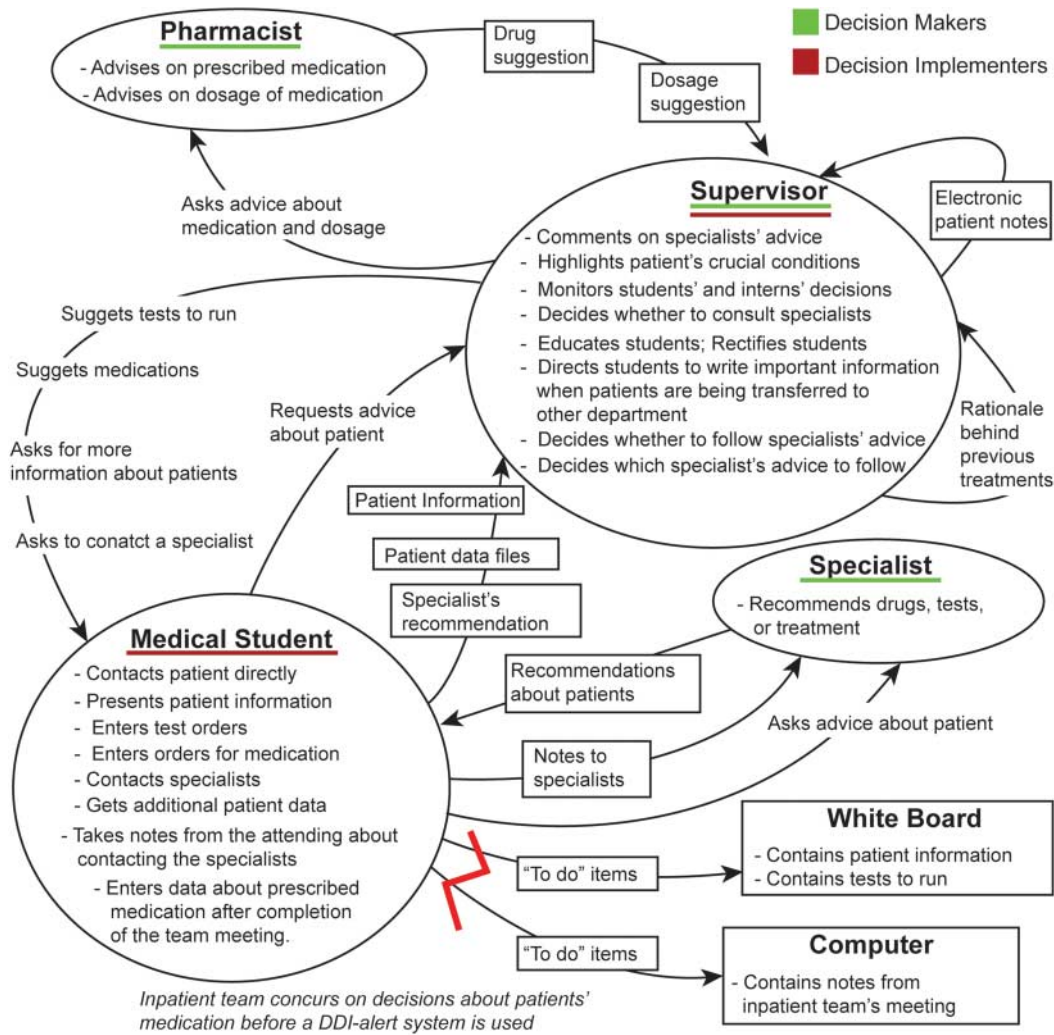 Pharmacist
- Advises on prescribed medication
- Advises on dosage of medication
Drug
suggestion
Dosage
suggestion
Decision Makers
Decision Implementers
Asks advice about
medication and dosage
Supervisor
- Comments on specialists' advice
- Highlights patient's crucial conditions
- Monitors students' and interns' decisions
- Decides whether to consult specialists
- Educates students; Rectifies students
- Directs students to write important information
when patients are being transferred to
other department
- Decides whether to follow specialists' advice
- Decides which specialist's advice to follow
Electronic
patient notes
Rationale
behind
previous
treatments
Suggets tests to run
Suggets medications
Asks for more
information about patients
Asks to conatct a specialist
Requests advice
about patient
Patient Information
Patient data files
Specialist's
recommendation
Specialist
- Recommends drugs, tests,
or treatment
Medical Student
- Contacts patient directly
- Presents patient information
- Enters test orders
- Enters orders for medication
- Contacts specialists
- Gets additional patient data
- Takes notes from the attending about
contacting the specialists
- Enters data about prescribed
medication after completion
of the team meeting.
Recommendations
about patients
Notes to
specialists
Asks advice about patient
"To do" items
White Board
- Contains patient information
- Contains tests to run
"To do" items
Computer
- Contains notes from
inpatient team's meeting
Inpatient team concurs on decisions about patients'
medication before a DDI-alert system is used